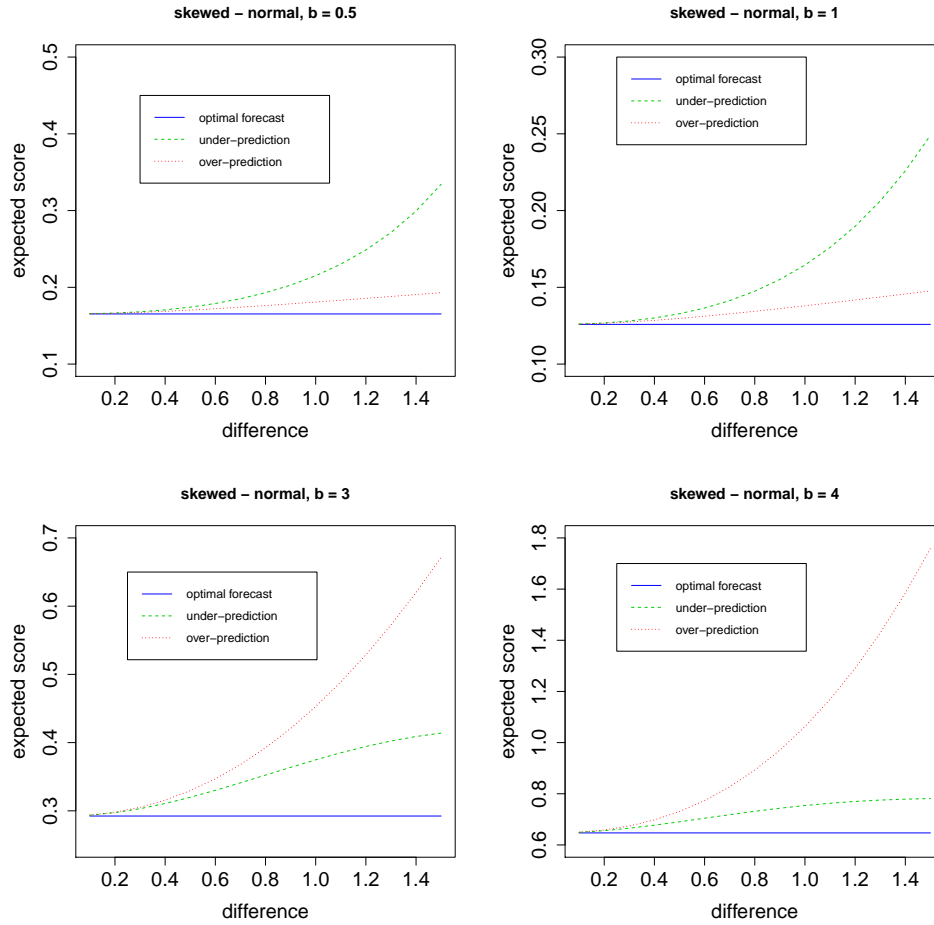 skewed – normal, b = 0.5
expected score
0.5
0.4
0.3
0.2
0.1
optimal forecast
under–prediction
over–prediction
0.2 0.4 0.6 0.8 1.0 1.2 1.4
difference
skewed – normal, b = 1
expected score
0.30
0.25
0.20
0.15
0.10
optimal forecast
under–prediction
over–prediction
0.2 0.4 0.6 0.8 1.0 1.2 1.4
difference
skewed – normal, b = 3
expected score
0.7
0.6
0.5
0.4
0.3
optimal forecast
under–prediction
over–prediction
0.2 0.4 0.6 0.8 1.0 1.2 1.4
difference
skewed – normal, b = 4
expected score
1.8
1.6
1.4
1.2
1.0
0.8
0.6
optimal forecast
under–prediction
over–prediction
0.2 0.4 0.6 0.8 1.0 1.2 1.4
difference